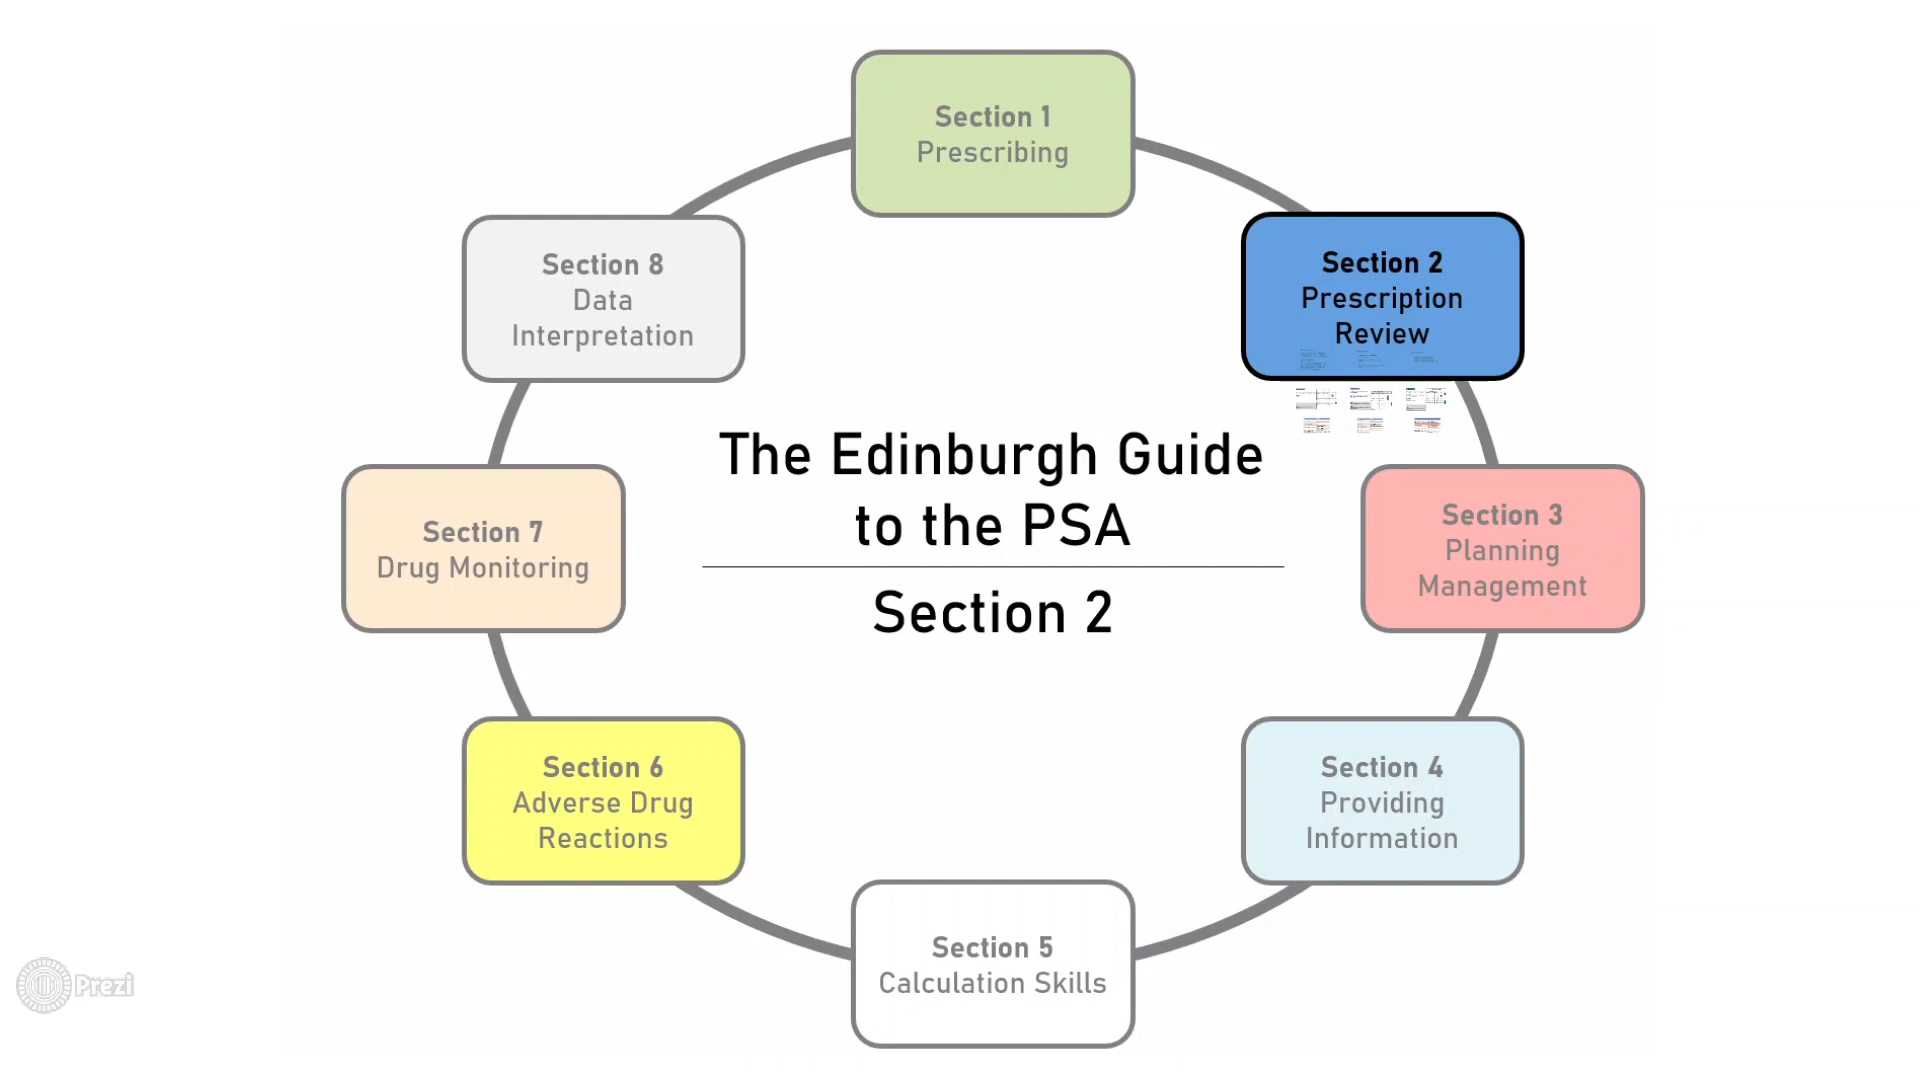 Section 1
Prescribing
Section 2
Prescription
Review
Section 3
Planning
Management
Section 4
Providing
Information
Section 5
Calculation Skills
Section 6
Adverse Drug
Reactions
Section 7
Drug Monitoring
Section 8
Data
Interpretation
The Edinburgh Guide
to the PSA
Section 2
Prezi